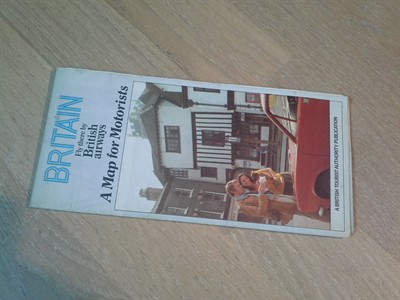 BRITAIN
Fly there by
British
airways
A Map for Motorists
A BRITISH TOURIST AUTHORITY PUBLICATION